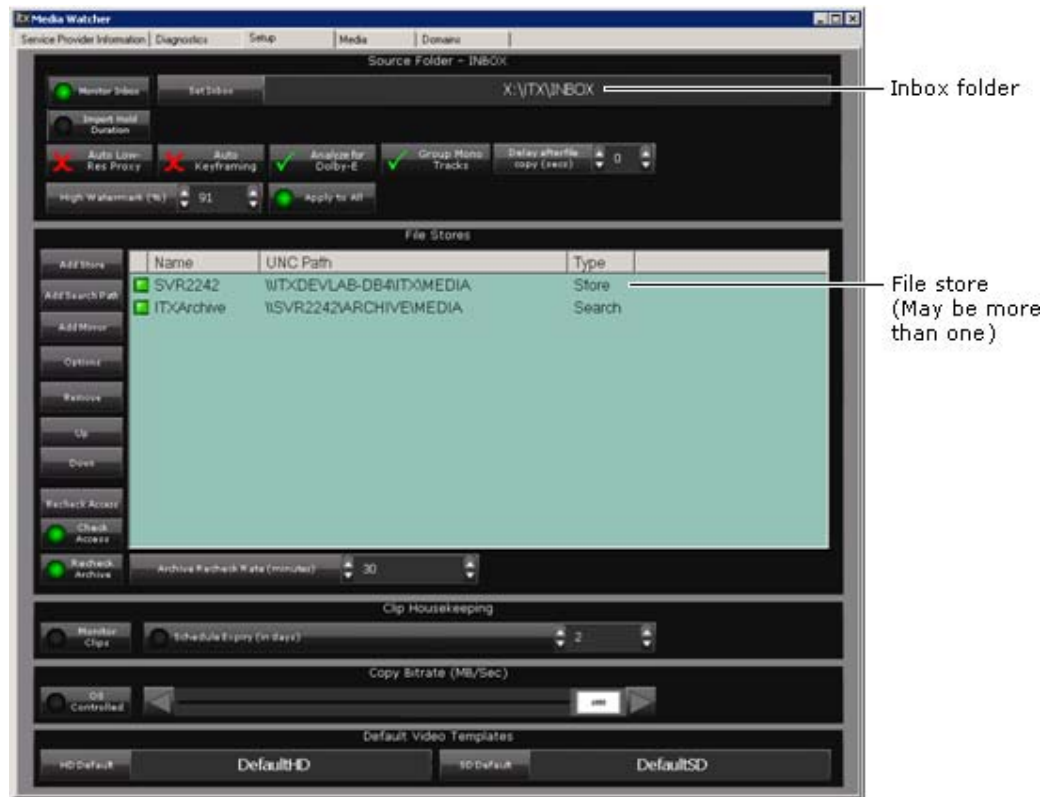 Media Watcher
Service Provider Information Diagnostics Setup Media Domains
Source Folder - INBOX
Monitor Inbox Set Inbox X:\ITX\INBOX
Inbox folder
Import Hold
Duration
Auto Low-
Res Proxy
Auto
Keyframing
Analyze for
Dolby-E
Group Mono
Tracks
Delay after file
copy (secs)
0
High Watermark (%) 91 Apply to All
File Stores
Add Store
Name UNC Path Type
SVR2242 \\ITXDEVLAB-DB4\ITX\MEDIA Store
File store
(May be more
than one)
Add Search Path
ITXArchive \\SVR2242\ARCHIVE\MEDIA Search
Add Mirror
Options
Remove
Up
Down
Recheck Access
Check
Access
Recheck
Archive
Archive Recheck Rate (minutes) 30
Clip Housekeeping
Monitor
Clips
Schedule Expiry (in days) 2
Copy Bitrate (MB/Sec)
OS
Controlled
Default Video Templates
HD Default DefaultHD SD Default DefaultSD